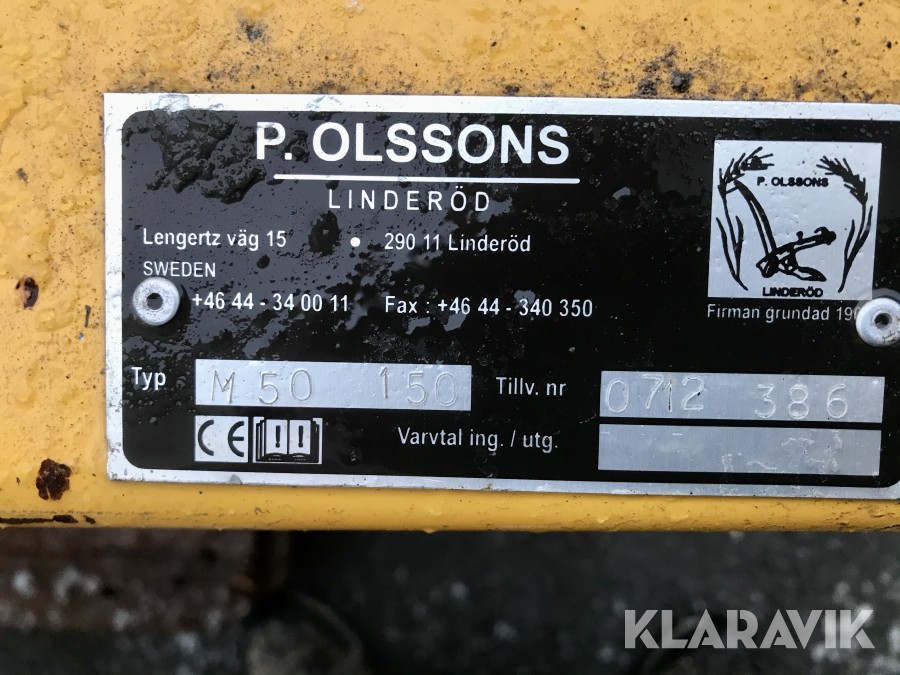 P. OLSSONS
LINDERÖD
Lengertz väg 15 • 290 11 Linderöd
SWEDEN
+46 44 - 34 00 11 Fax : +46 44 - 340 350
P. OLSSONS
LINDERÖD
Firman grundad
Typ M 50 150 Tillv. nr 0712 386
CE
Varvtal ing. / utg.
KLARAVIK